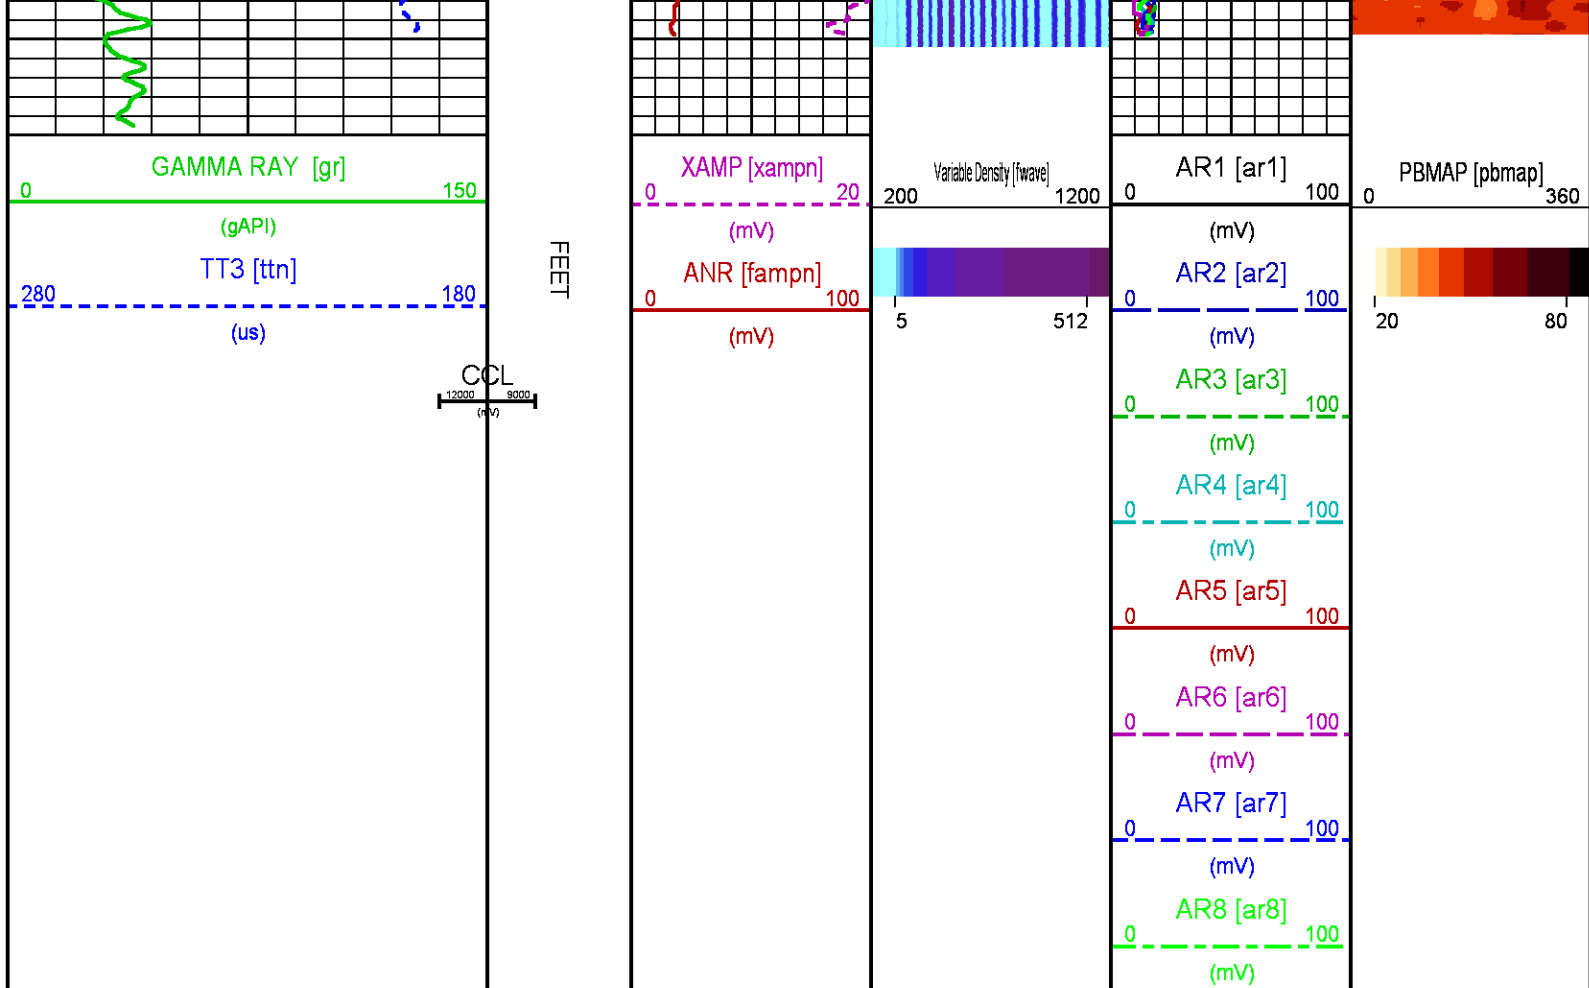 GAMMA RAY [gr]
0 150
(gAPI)
TT3 [ttn]
280 180
(us)
CCL
12000 9000
(mV)
FEET
XAMP [xampn]
0 20
(mV)
ANR [fampn]
0 100
(mV)
Variable Density [fwave]
200 1200
5 512
AR1 [ar1]
0 100
(mV)
AR2 [ar2]
0 100
(mV)
AR3 [ar3]
0 100
(mV)
AR4 [ar4]
0 100
(mV)
AR5 [ar5]
0 100
(mV)
AR6 [ar6]
0 100
(mV)
AR7 [ar7]
0 100
(mV)
AR8 [ar8]
0 100
(mV)
PBMAP [pbmap]
0 360
20 80